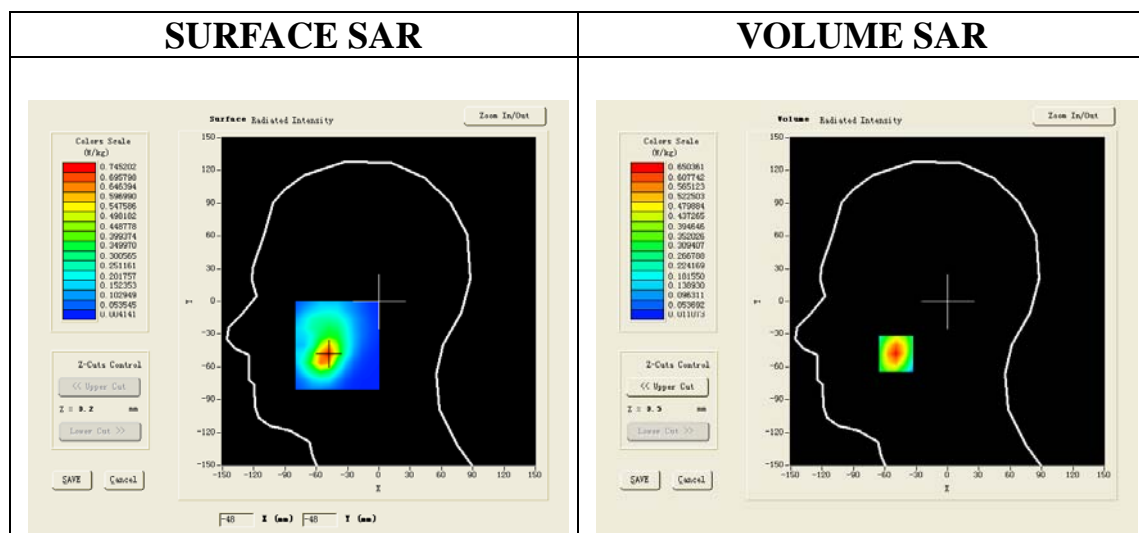 SURFACE SAR
VOLUME SAR
Surface Radiated Intensity
Zoom In/Out
Colors Scale
(W/kg)
0.745202
0.695798
0.646394
0.596990
0.547586
0.498182
0.448778
0.399374
0.349970
0.300565
0.251161
0.201757
0.152353
0.102949
0.053545
0.004141
150
120
90
60
30
0
-30
-60
-90
-120
-150
Y
-150 -120 -90 -60 -30 0 30 60 90 120 150
X
Z-Cuts Control
<< Upper Cut
Z = 0.2 mm
Lower Cut >>
SAVE Cancel
-48 X (mm) -48 Y (mm)
Volume Radiated Intensity
Zoom In/Out
Colors Scale
(W/kg)
0.650361
0.607742
0.565123
0.522503
0.479884
0.437265
0.394646
0.352026
0.309407
0.266788
0.224169
0.181550
0.138930
0.096311
0.053692
0.011073
150
120
90
60
30
0
-30
-60
-90
-120
-150
Y
-150 -120 -90 -60 -30 0 30 60 90 120 150
X
Z-Cuts Control
<< Upper Cut
Z = 0.5 mm
Lower Cut >>
SAVE Cancel